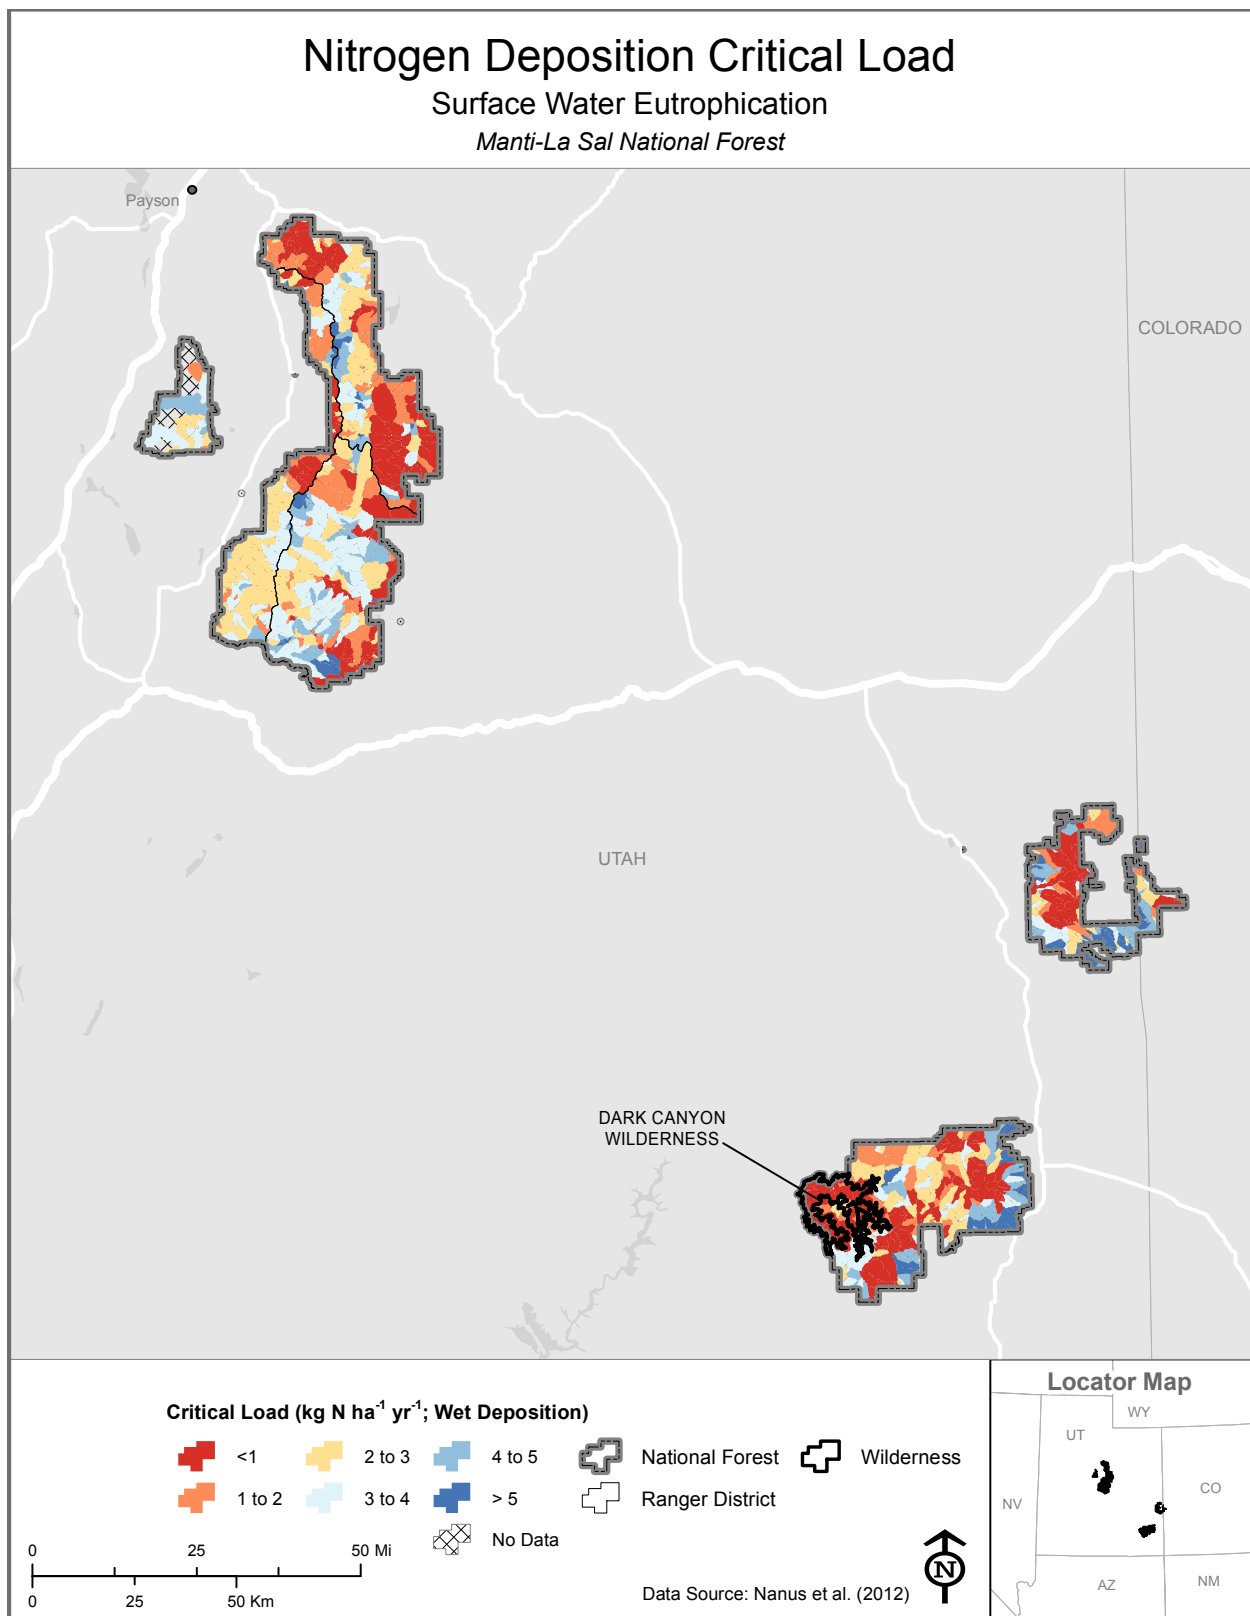 Nitrogen Deposition Critical Load
Surface Water Eutrophication
Manti-La Sal National Forest
Payson
COLORADO
UTAH
DARK CANYON
WILDERNESS
Critical Load (kg N ha⁻¹ yr⁻¹; Wet Deposition)
<1
2 to 3
4 to 5
National Forest
Wilderness
1 to 2
3 to 4
> 5
Ranger District
No Data
0 25 50 Mi
0 25 50 Km
Data Source: Nanus et al. (2012)
N
Locator Map
WY
UT
NV
CO
AZ
NM